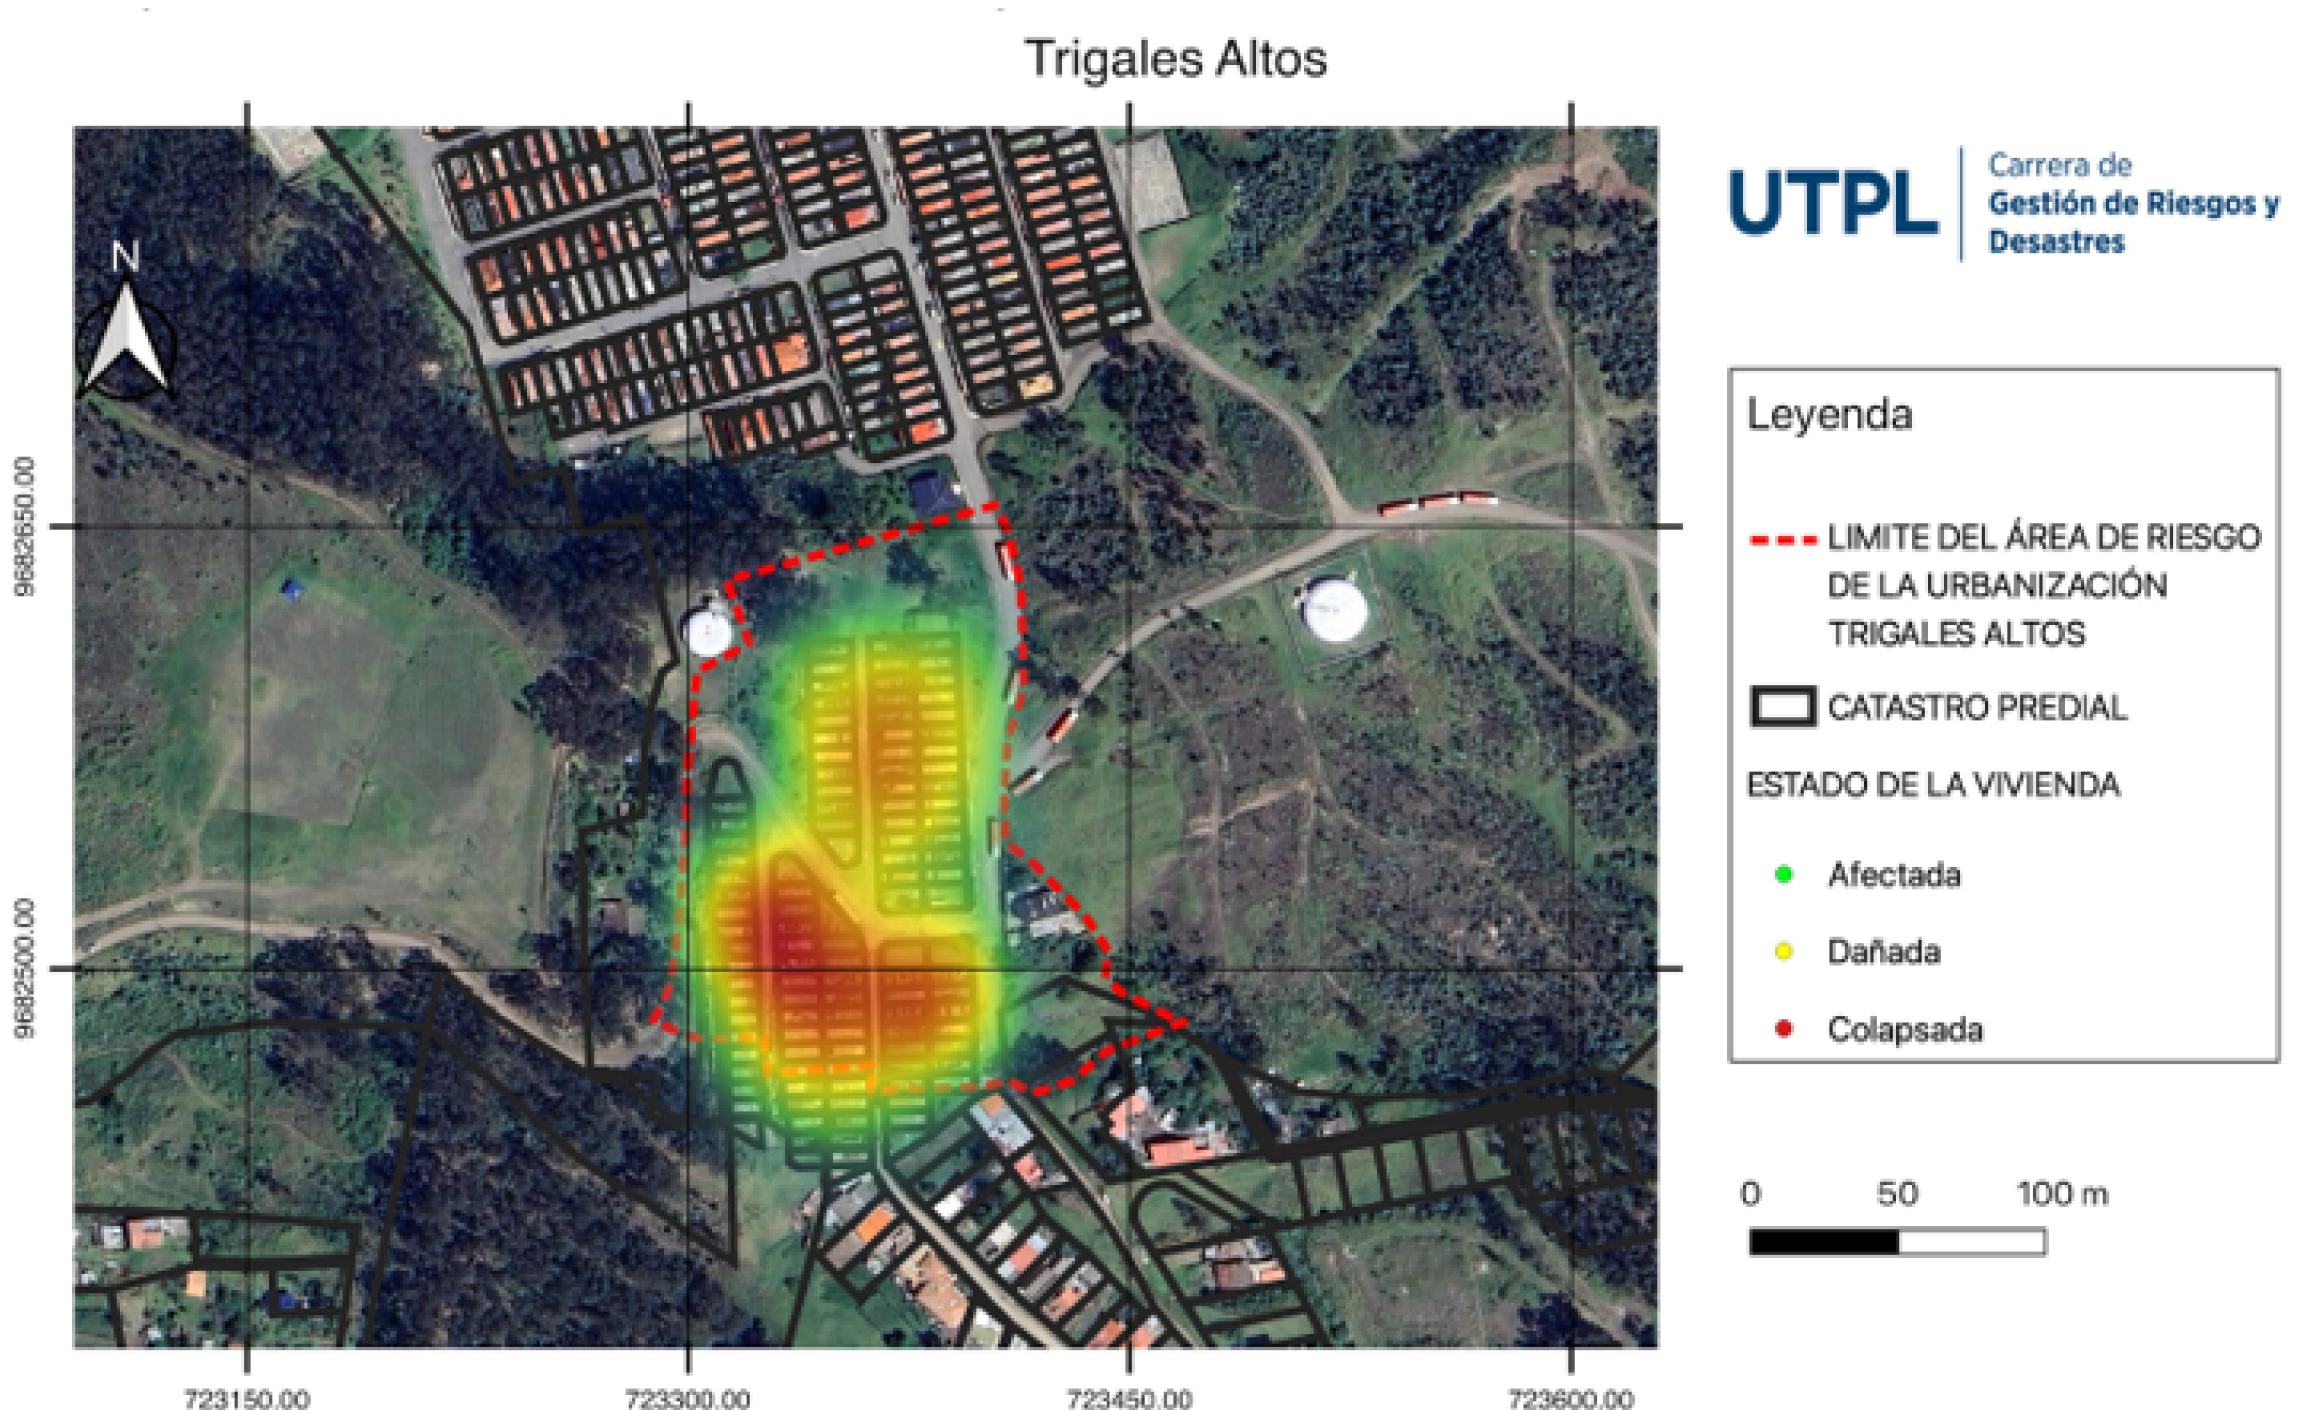 Trigales Altos
N
9682650.00
9682500.00
723150.00
723300.00
723450.00
723600.00
UTPL
Carrera de
Gestión de Riesgos y
Desastres
Leyenda
LIMITE DEL ÁREA DE RIESGO
DE LA URBANIZACIÓN
TRIGALES ALTOS
CATASTRO PREDIAL
ESTADO DE LA VIVIENDA
Afectada
Dañada
Colapsada
0 50 100 m